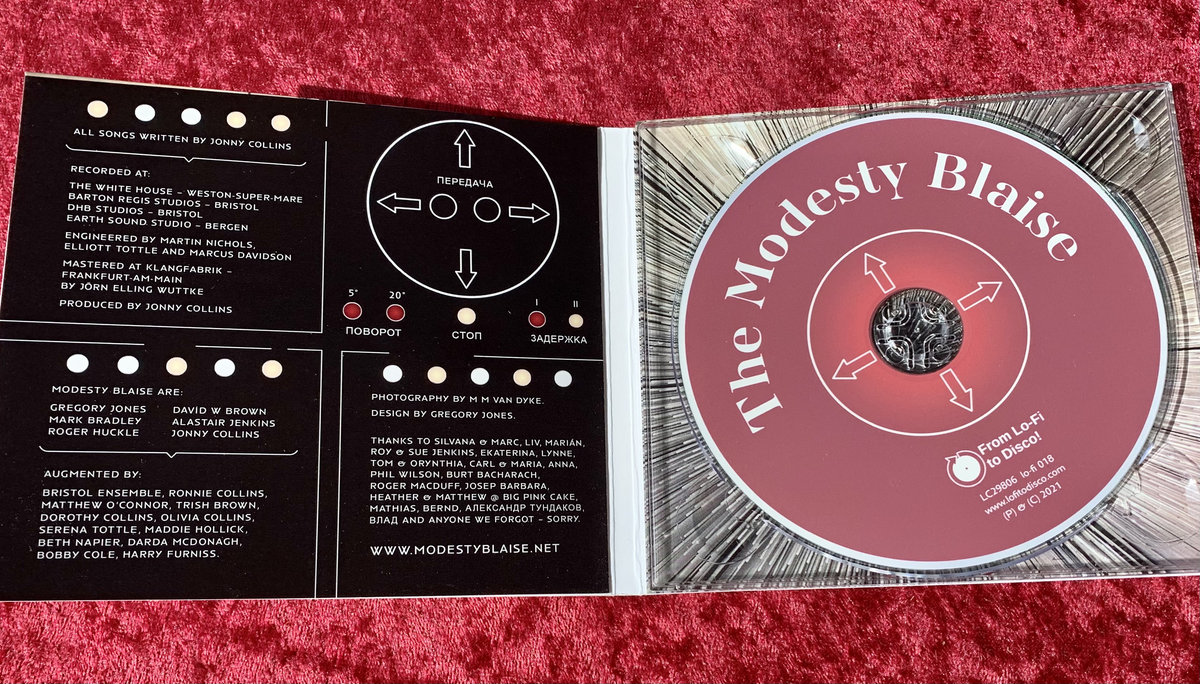 ALL SONGS WRITTEN BY JONNY COLLINS
RECORDED AT:
THE WHITE HOUSE – WESTON-SUPER-MARE
BARTON REGIS STUDIOS – BRISTOL
DHB STUDIOS – BRISTOL
EARTH SOUND STUDIO – BERGEN
ENGINEERED BY MARTIN NICHOLS,
ELLIOTT TOTTLE AND MARCUS DAVIDSON
MASTERED AT KLANGFABRIK –
FRANKFURT-AM-MAIN
BY JÖRN ELLING WUTTKE
PRODUCED BY JONNY COLLINS
ПЕРЕДАЧА
5° 20°
ПОВОРОТ
СТОП
I II
ЗАДЕРЖКА
MODESTY BLAISE ARE:
GREGORY JONES
MARK BRADLEY
ROGER HUCKLE
DAVID W BROWN
ALASTAIR JENKINS
JONNY COLLINS
AUGMENTED BY:
BRISTOL ENSEMBLE, RONNIE COLLINS,
MATTHEW O'CONNOR, TRISH BROWN,
DOROTHY COLLINS, OLIVIA COLLINS,
SERENA TOTTLE, MADDIE HOLLICK,
BETH NAPIER, DARDA MCDONAGH,
BOBBY COLE, HARRY FURNISS.
PHOTOGRAPHY BY M M VAN DYKE.
DESIGN BY GREGORY JONES.
THANKS TO SILVANA & MARC, LIV, MARIÁN,
ROY & SUE JENKINS, EKATERINA, LYNNE,
TOM & ORYNTHIA, CARL & MARIA, ANNA,
PHIL WILSON, BURT BACHARACH,
ROGER MACDUFF, JOSEP BARBARA,
HEATHER & MATTHEW @ BIG PINK CAKE,
MATHIAS, BERND, АЛЕКСАНДР ТУНДАКОВ,
ВЛАД AND ANYONE WE FORGOT – SORRY.
WWW.MODESTYBLAISE.NET
The Modesty Blaise
From Lo-Fi
to Disco!
LC29806 lo-fi 018
www.lofitodisco.com
(P) & (C) 2021